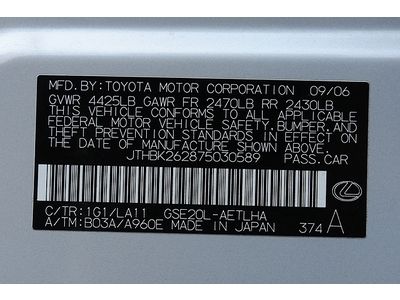 MFD. BY: TOYOTA MOTOR CORPORATION 09/06
GVWR 4425LB GAWR FR 2470LB RR 2430LB
THIS VEHICLE CONFORMS TO ALL APPLICABLE
FEDERAL MOTOR VEHICLE SAFETY, BUMPER, AND
THEFT PREVENTION STANDARDS IN EFFECT ON
THE DATE OF MANUFACTURE SHOWN ABOVE.
JTHBK262875030589 PASS.CAR
C/TR: 1G1/LA11 GSE20L-AETLHA
A/TM: B03A/A960E MADE IN JAPAN 374 A